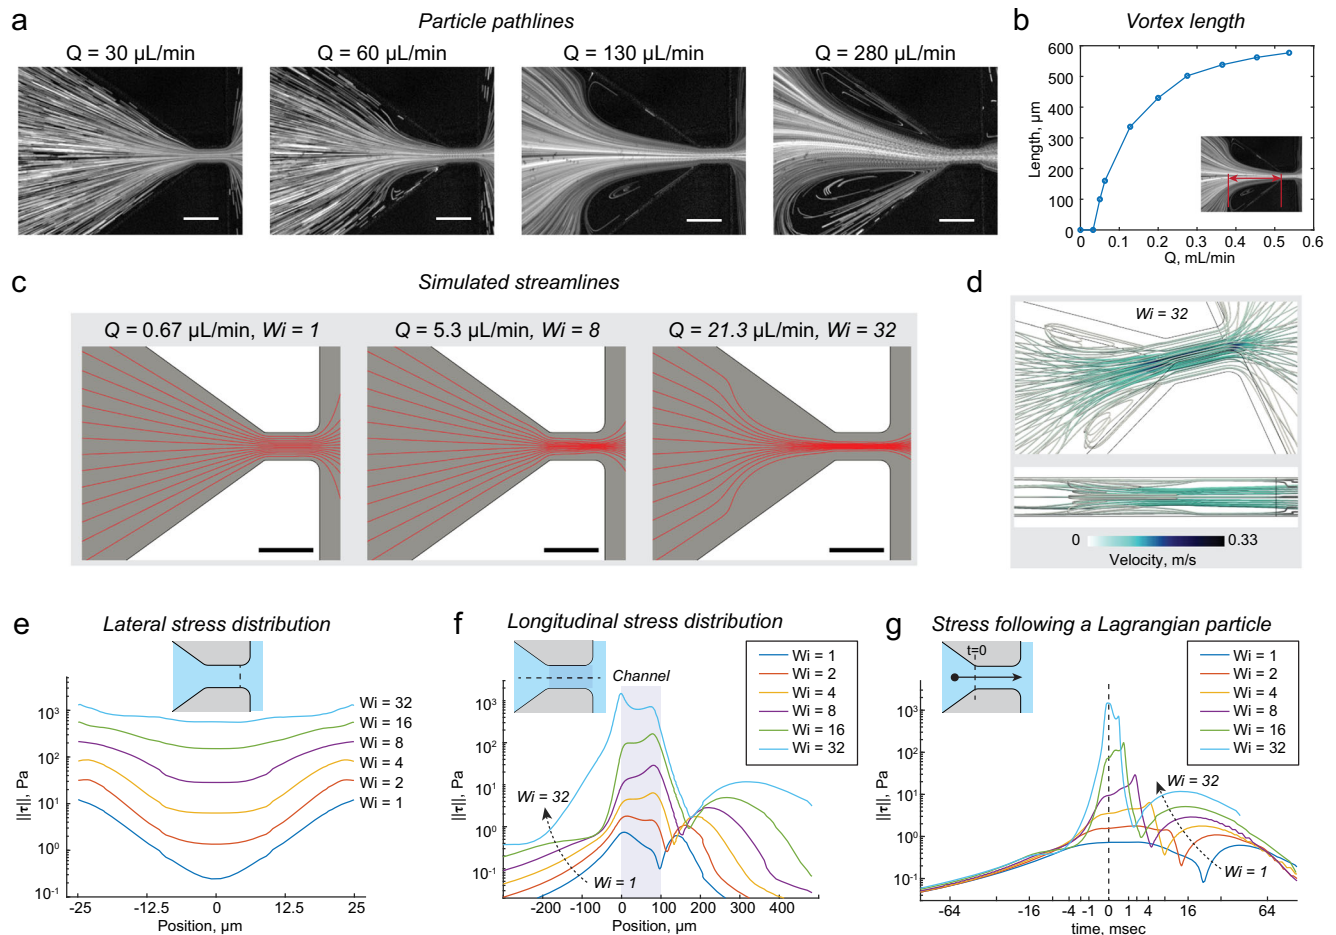 a
Particle pathlines
Q = 30 µL/min
Q = 60 µL/min
Q = 130 µL/min
Q = 280 µL/min
b
Vortex length
600
500
400
300
200
100
0
Length, µm
0
0.1
0.2
0.3
0.4
0.5
0.6
Q, mL/min
c
Simulated streamlines
Q = 0.67 µL/min, Wi = 1
Q = 5.3 µL/min, Wi = 8
Q = 21.3 µL/min, Wi = 32
d
Wi = 32
0
0.33
Velocity, m/s
e
Lateral stress distribution
10³
10²
10¹
10⁰
10⁻¹
||τ||, Pa
Wi = 32
Wi = 16
Wi = 8
Wi = 4
Wi = 2
Wi = 1
-25
-12.5
0
12.5
25
Position, µm
f
Longitudinal stress distribution
Channel
Wi = 1
Wi = 2
Wi = 4
Wi = 8
Wi = 16
Wi = 32
10³
10²
10¹
10⁰
10⁻¹
||τ||, Pa
Wi = 32
Wi = 1
-200
-100
0
100
200
300
400
Position, µm
g
Stress following a Lagrangian particle
t=0
Wi = 1
Wi = 2
Wi = 4
Wi = 8
Wi = 16
Wi = 32
10³
10²
10¹
10⁰
10⁻¹
||τ||, Pa
Wi = 32
Wi = 1
-64
-16
-4
-1
0
1
4
16
64
time, msec